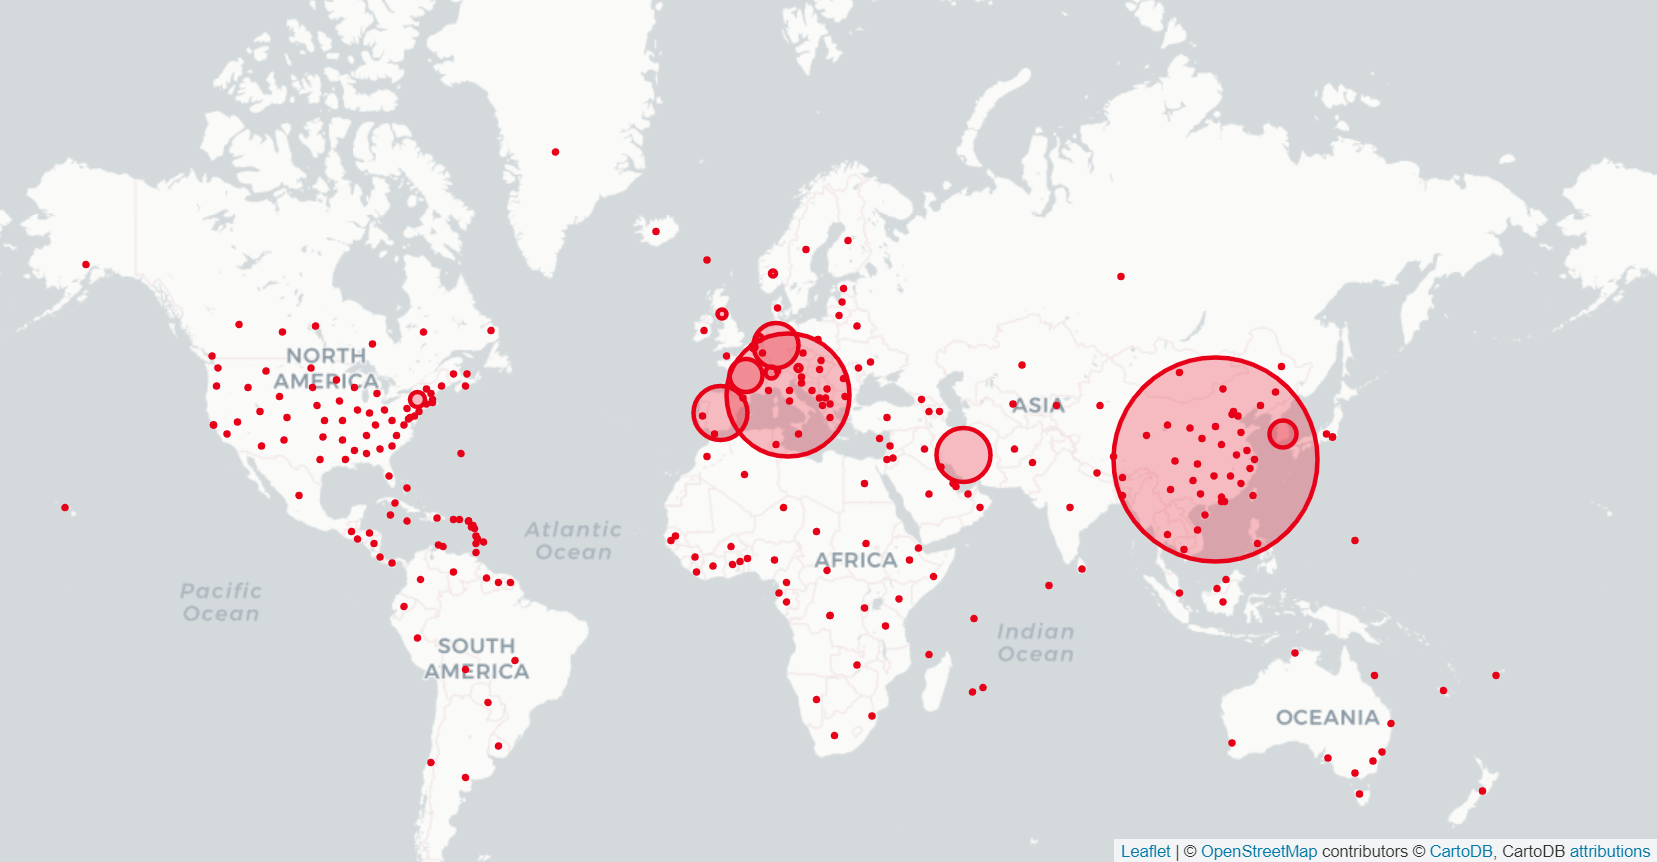 NORTH
AMERICA
ASIA
Atlantic
Ocean
AFRICA
Pacific
Ocean
SOUTH
AMERICA
Indian
Ocean
OCEANIA
Leaflet | © OpenStreetMap contributors © CartoDB, CartoDB attributions